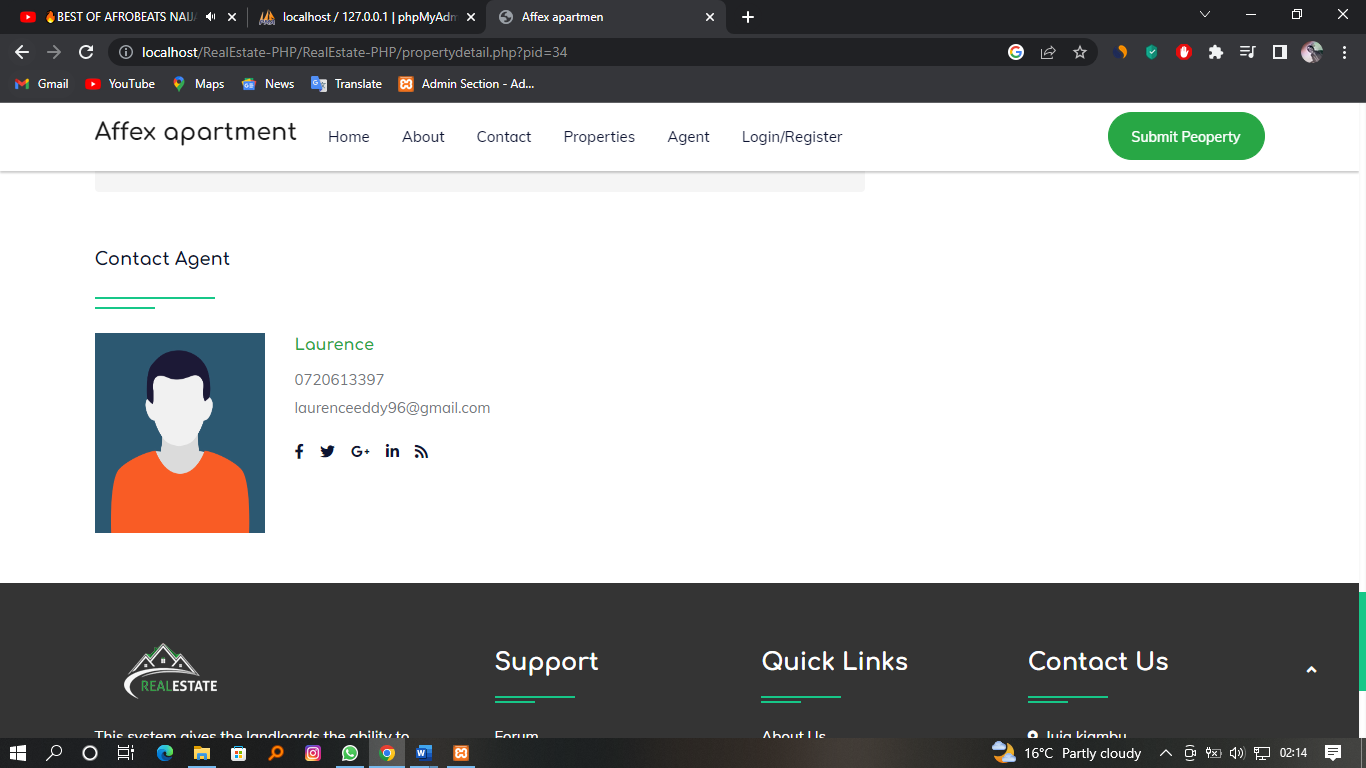 🔥BEST OF AFROBEATS NAIJA
localhost / 127.0.0.1 | phpMyAdm
Affex apartmen
localhost/RealEstate-PHP/RealEstate-PHP/propertydetail.php?pid=34
Gmail YouTube Maps News Translate Admin Section - Ad...
Affex apartment Home About Contact Properties Agent Login/Register Submit Peoperty
Contact Agent
Laurence
0720613397
laurenceeddy96@gmail.com
REALESTATE
Support
Quick Links
Contact Us
This system gives the landlords the ability to
Forum
About Us
Juja kiambu
16°C Partly cloudy 02:14